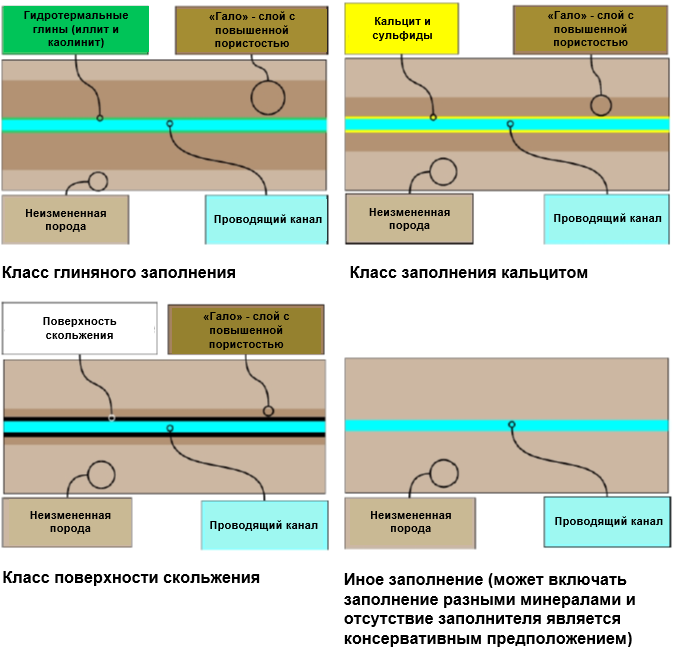 Гидротермальные
глины (иллит и
каолинит)
«Гало» - слой с
повышенной
пористостью
Неизмененная
порода
Проводящий канал
Класс глиняного заполнения
Кальцит и
сульфиды
«Гало» - слой с
повышенной
пористостью
Неизмененная
порода
Проводящий канал
Класс заполнения кальцитом
Поверхность
скольжения
«Гало» - слой с
повышенной
пористостью
Неизмененная
порода
Проводящий канал
Класс поверхности скольжения
Неизмененная
порода
Проводящий канал
Иное заполнение (может включать
заполнение разными минералами и
отсутствие заполнителя является
консервативным предположением)